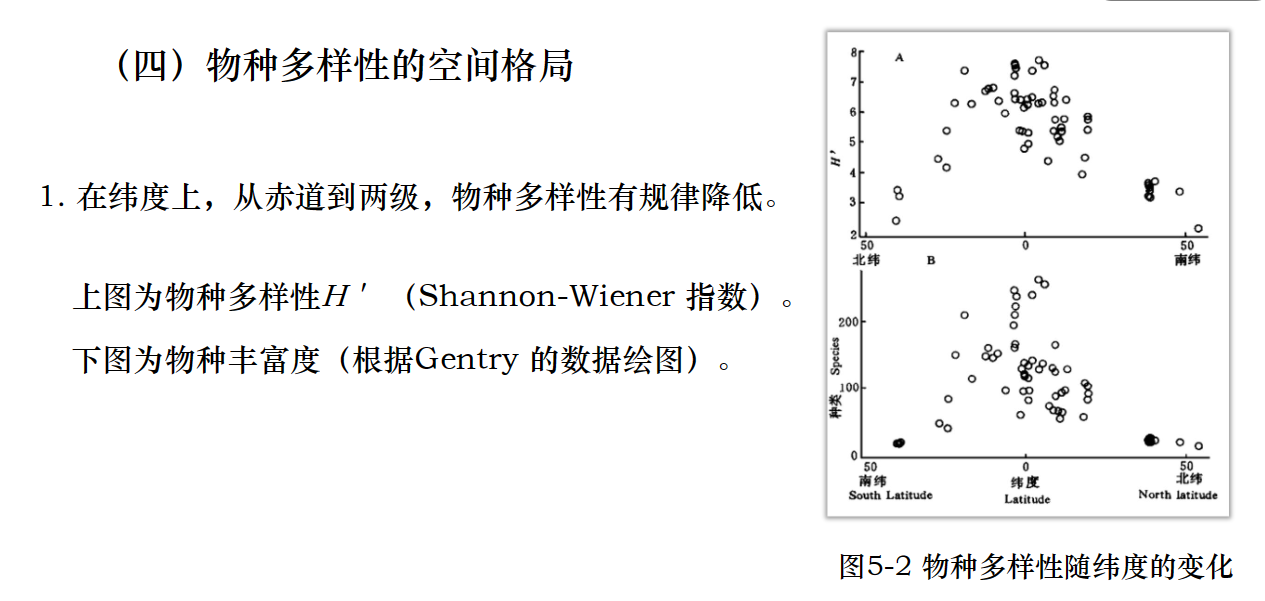 （四）物种多样性的空间格局
1. 在纬度上，从赤道到两级，物种多样性有规律降低。
上图为物种多样性H ′ （Shannon-Wiener 指数）。
下图为物种丰富度（根据Gentry 的数据绘图）。
A
8
7
6
5
4
3
2
H′
50
0
50
北纬
B
南纬
200
100
0
种类 Species
50
0
50
南纬
纬度
北纬
South Latitude
Latitude
North latitude
图5-2 物种多样性随纬度的变化